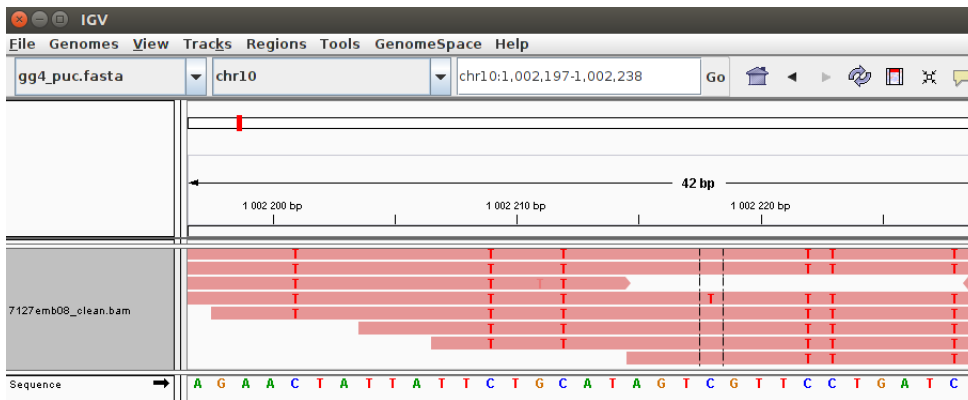 IGV
File Genomes View Tracks Regions Tools GenomeSpace Help
gg4_puc.fasta chr10 chr10:1,002,197-1,002,238 Go
42 bp
1 002 200 bp 1 002 210 bp 1 002 220 bp
T T T T T T
T T T T T T
T T T T
T T T T T T T
7127emb08_clean.bam T T T T T T
T T T T T
T T T T T
T T T
Sequence A G A A C T A T T A T T C T G C A T A G T C G T T C C T G A T C